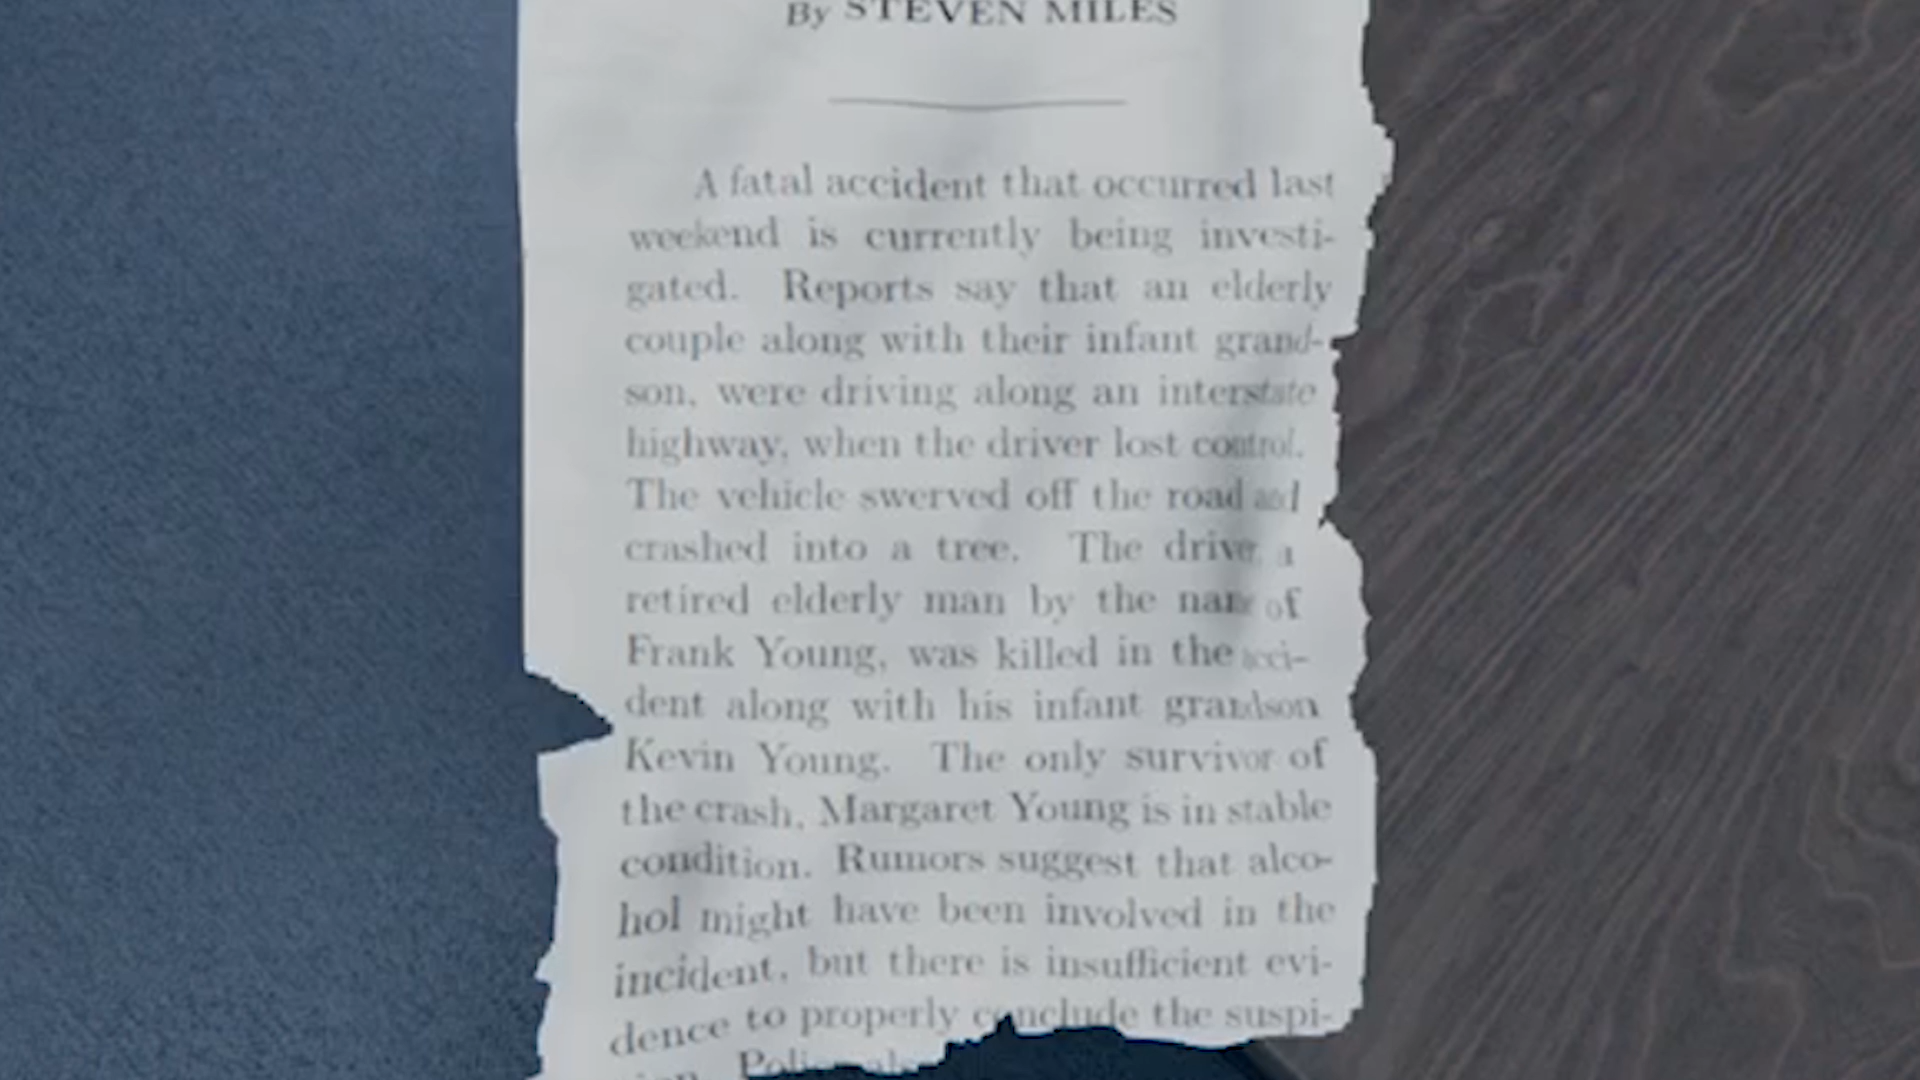 By STEVEN MILES
A fatal accident that occurred last
weekend is currently being investi-
gated. Reports say that an elderly
couple along with their infant grand-
son, were driving along an interstate
highway, when the driver lost control.
The vehicle swerved off the road and
crashed into a tree. The driver, a
retired elderly man by the name of
Frank Young, was killed in the acci-
dent along with his infant grandson
Kevin Young. The only survivor of
the crash, Margaret Young is in stable
condition. Rumors suggest that alco-
hol might have been involved in the
incident, but there is insufficient evi-
dence to properly conclude the suspi-